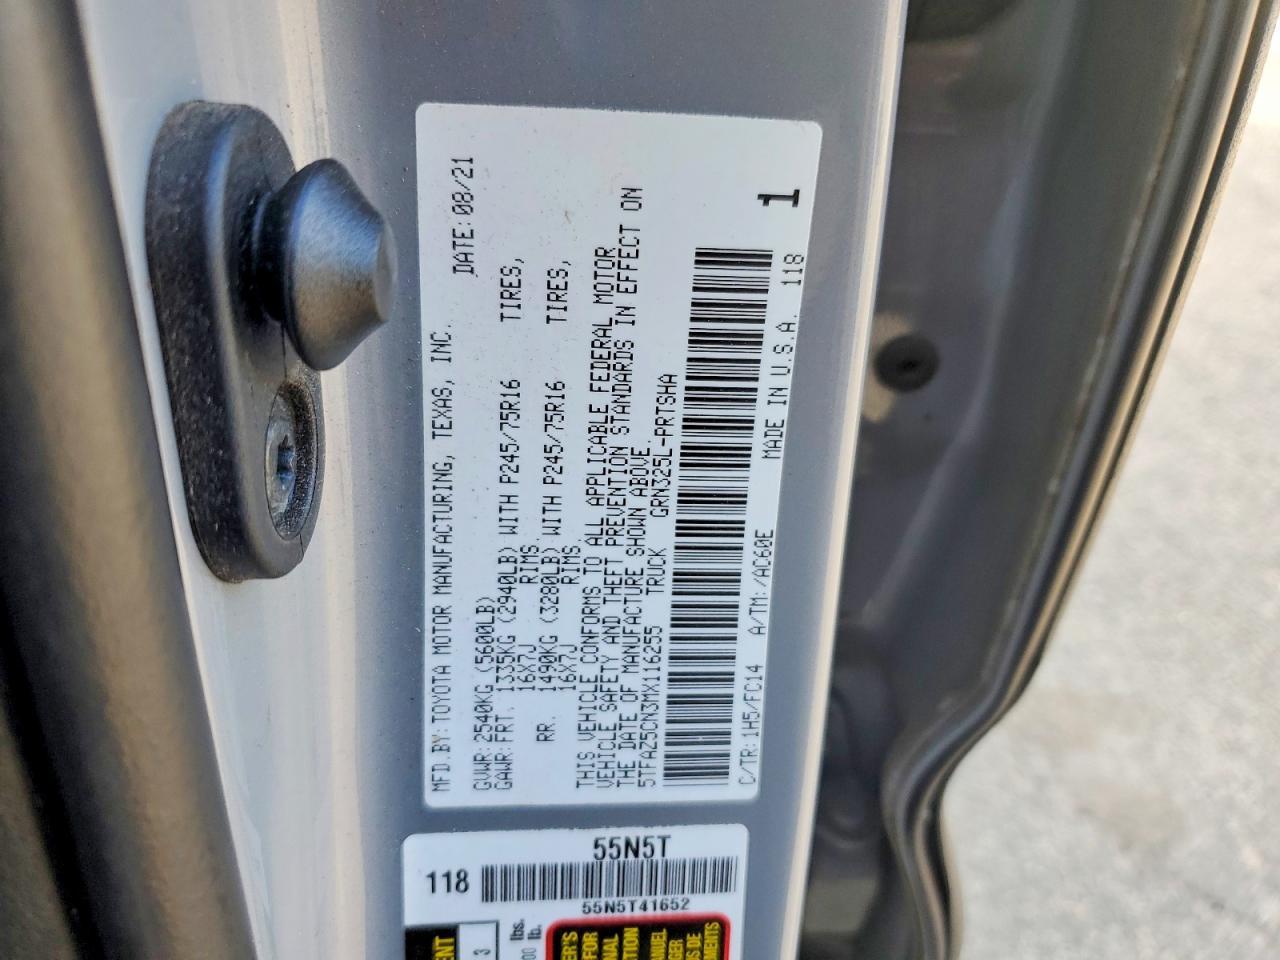 MFD.BY: TOYOTA MOTOR MANUFACTURING, TEXAS, INC.
DATE: 08/21
GVWR: 2540KG (5600LB)
GAWR: FRT. 1335KG (2940LB) WITH P245/75R16 TIRES,
16X7J RIMS
RR. 1490KG (3280LB) WITH P245/75R16 TIRES,
16X7J RIMS
THIS VEHICLE CONFORMS TO ALL APPLICABLE FEDERAL MOTOR
VEHICLE SAFETY AND THEFT PREVENTION STANDARDS IN EFFECT ON
THE DATE OF MANUFACTURE SHOWN ABOVE.
5TFAZ5CN3MX116255 TRUCK GRN325L-PRTSHA
1
C/TR: 1H5/FC14 A/TM: /AC60E MADE IN U.S.A. 118
55N5T
118
55N5T41652
3
lbs.